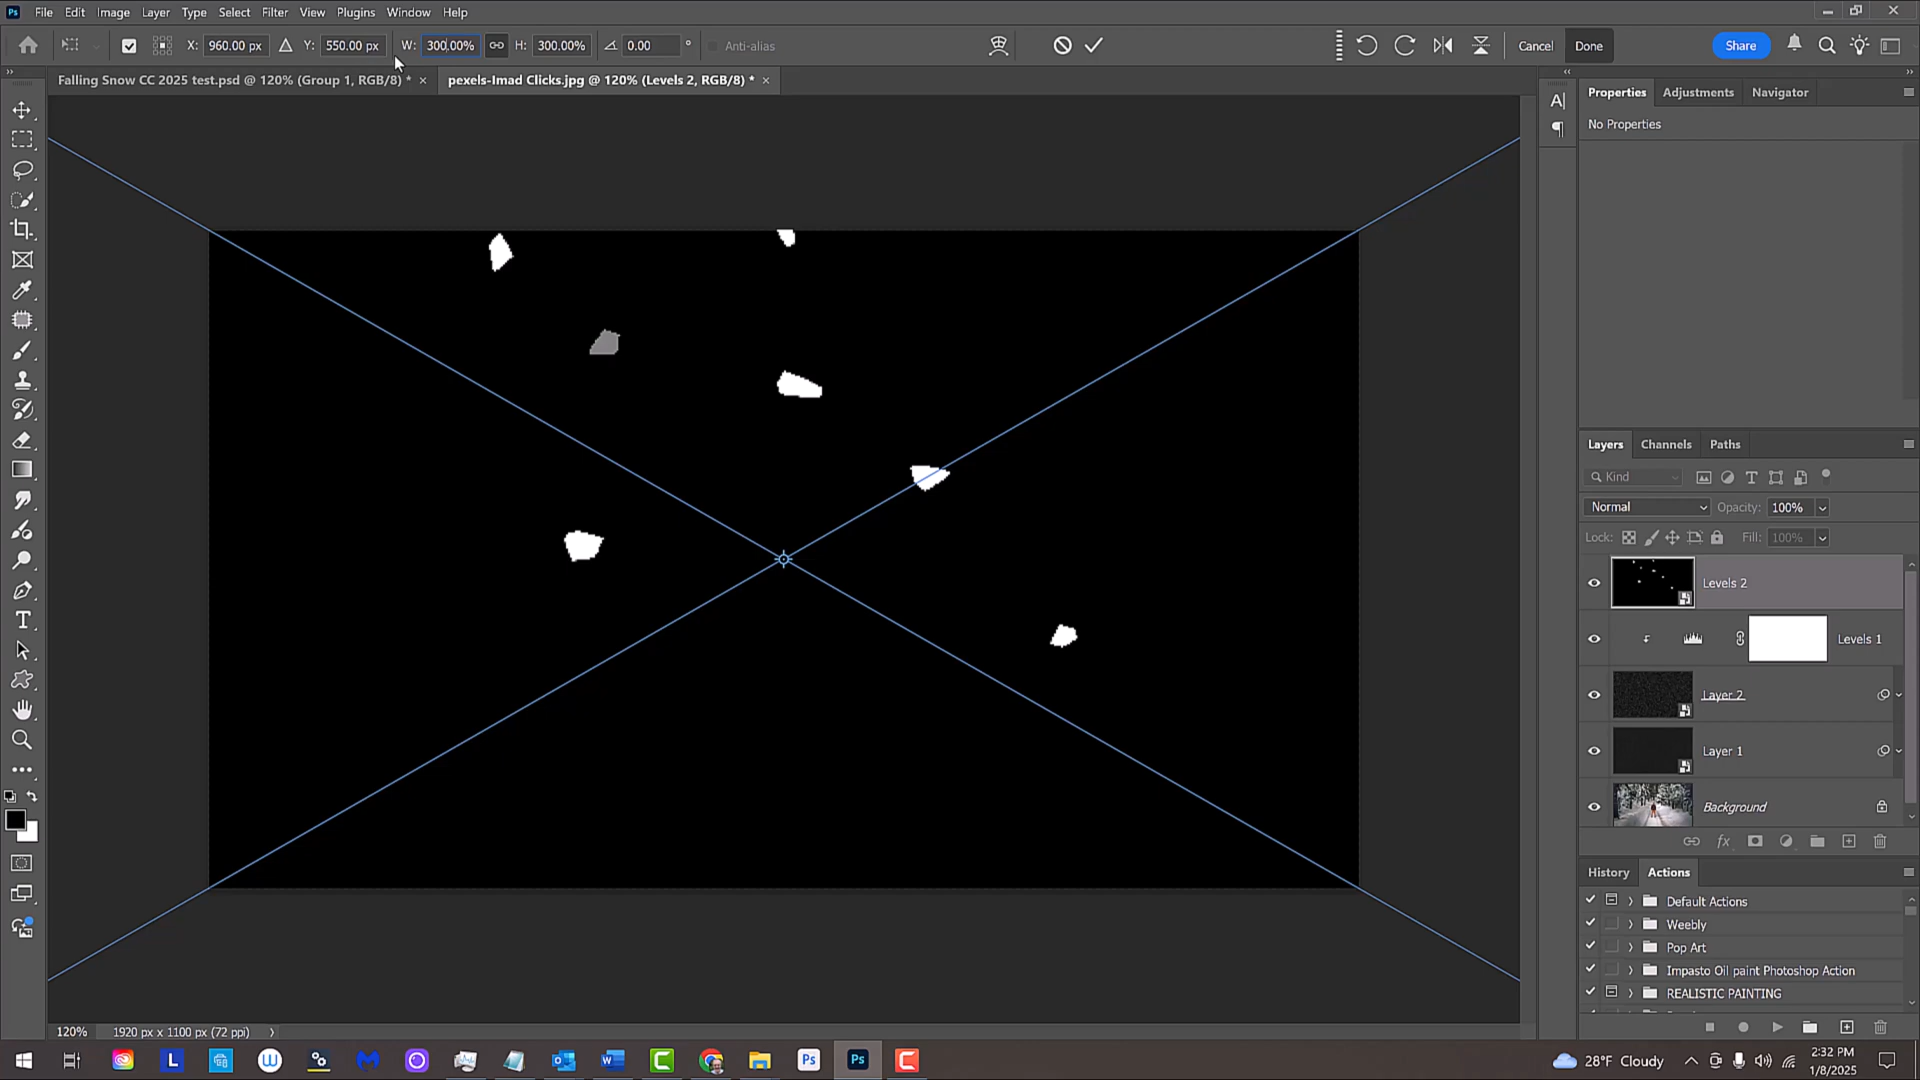 Ps File Edit Image Layer Type Select Filter View Plugins Window Help
X: 960.00 px Y: 550.00 px W: 300.00% H: 300.00% 0.00 ° Anti-alias Cancel Done Share
Falling Snow CC 2025 test.psd @ 120% (Group 1, RGB/8) * × pexels-Imad Clicks.jpg @ 120% (Levels 2, RGB/8) * ×
Properties Adjustments Navigator
No Properties
Layers Channels Paths
Kind
Normal Opacity: 100%
Lock: Fill: 100%
Levels 2
Levels 1
Layer 2
Layer 1
Background
History Actions
Default Actions
Weebly
Pop Art
Impasto Oil paint Photoshop Action
REALISTIC PAINTING
120% 1920 px x 1100 px (72 ppi)
28°F Cloudy 2:32 PM
1/8/2025